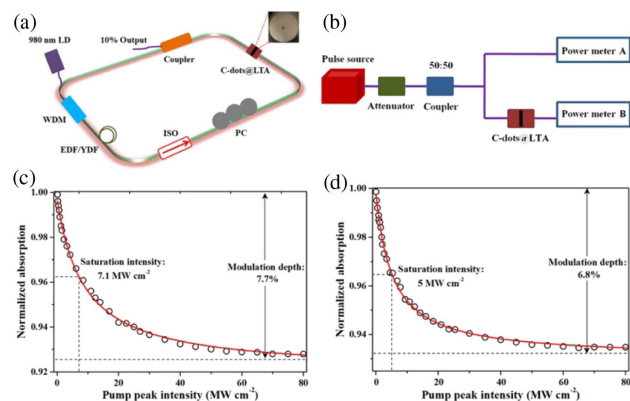 (a)
980 nm LD
10% Output
Coupler
C-dots@LTA
WDM
EDF/YDF
ISO
PC
(b)
Pulse source
Attenuator
50:50
Coupler
Power meter A
Power meter B
C-dots@LTA
(c)
Normalized absorption
1.00
0.98
0.96
0.94
0.92
Saturation intensity:
7.1 MW cm-2
Modulation depth:
7.7%
0
20
40
60
80
Pump peak intensity (MW cm-2)
(d)
Normalized absorption
1.00
0.98
0.96
0.94
Saturation intensity:
5 MW cm-2
Modulation depth:
6.8%
0
20
40
60
80
Pump peak intensity (MW cm-2)